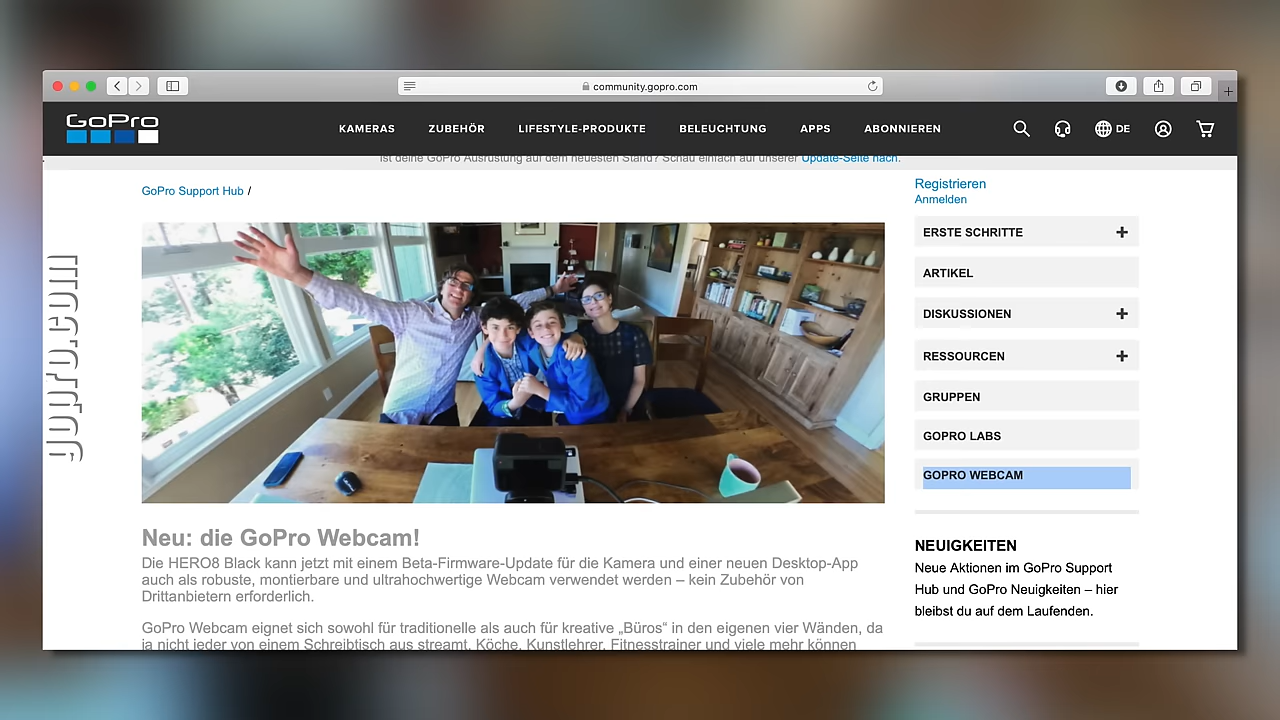 community.gopro.com
GoPro
KAMERAS
ZUBEHÖR
LIFESTYLE-PRODUKTE
BELEUCHTUNG
APPS
ABONNIEREN
DE
Ist deine GoPro Ausrüstung auf dem neuesten Stand? Schau einfach auf unserer Update-Seite nach.
GoPro Support Hub /
gopro.com
Neu: die GoPro Webcam!
Die HERO8 Black kann jetzt mit einem Beta-Firmware-Update für die Kamera und einer neuen Desktop-App
auch als robuste, montierbare und ultrahochwertige Webcam verwendet werden – kein Zubehör von
Drittanbietern erforderlich.
GoPro Webcam eignet sich sowohl für traditionelle als auch für kreative „Büros“ in den eigenen vier Wänden, da
ja nicht jeder von einem Schreibtisch aus streamt. Köche, Kunstlehrer, Fitnesstrainer und viele mehr können
Registrieren
Anmelden
ERSTE SCHRITTE
ARTIKEL
DISKUSSIONEN
RESSOURCEN
GRUPPEN
GOPRO LABS
GOPRO WEBCAM
NEUIGKEITEN
Neue Aktionen im GoPro Support
Hub und GoPro Neuigkeiten – hier
bleibst du auf dem Laufenden.